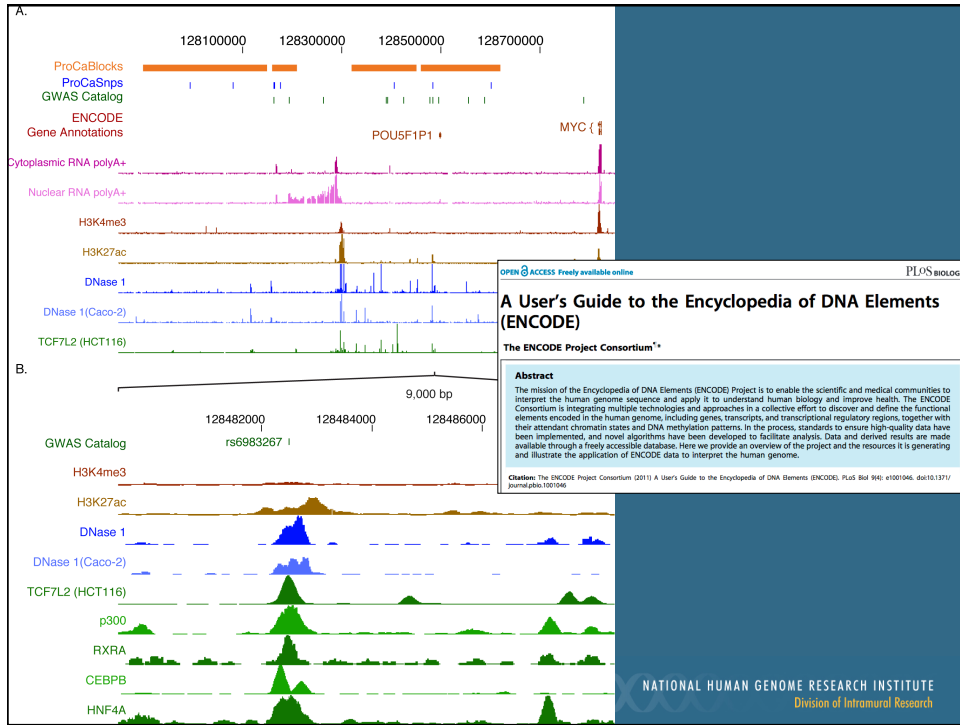 A.
128100000 128300000 128500000 128700000
ProCaBlocks
ProCaSnps
GWAS Catalog
ENCODE
Gene Annotations
POU5F1P1
MYC {
Cytoplasmic RNA polyA+
Nuclear RNA polyA+
H3K4me3
H3K27ac
DNase 1
DNase 1(Caco-2)
TCF7L2 (HCT116)
OPEN ACCESS Freely available online
PLoS BIOLOGY
A User's Guide to the Encyclopedia of DNA Elements
(ENCODE)
The ENCODE Project Consortium¶*
Abstract
The mission of the Encyclopedia of DNA Elements (ENCODE) Project is to enable the scientific and medical communities to
interpret the human genome sequence and apply it to understand human biology and improve health. The ENCODE
Consortium is integrating multiple technologies and approaches in a collective effort to discover and define the functional
elements encoded in the human genome, including genes, transcripts, and transcriptional regulatory regions, together with
their attendant chromatin states and DNA methylation patterns. In the process, standards to ensure high-quality data have
been implemented, and novel algorithms have been developed to facilitate analysis. Data and derived results are made
available through a freely accessible database. Here we provide an overview of the project and the resources it is generating
and illustrate the application of ENCODE data to interpret the human genome.
Citation: The ENCODE Project Consortium (2011) A User's Guide to the Encyclopedia of DNA Elements (ENCODE). PLoS Biol 9(4): e1001046. doi:10.1371/
journal.pbio.1001046
B.
9,000 bp
128482000 128484000 128486000
GWAS Catalog
rs6983267
H3K4me3
H3K27ac
DNase 1
DNase 1(Caco-2)
TCF7L2 (HCT116)
p300
RXRA
CEBPB
HNF4A
NATIONAL HUMAN GENOME RESEARCH INSTITUTE
Division of Intramural Research